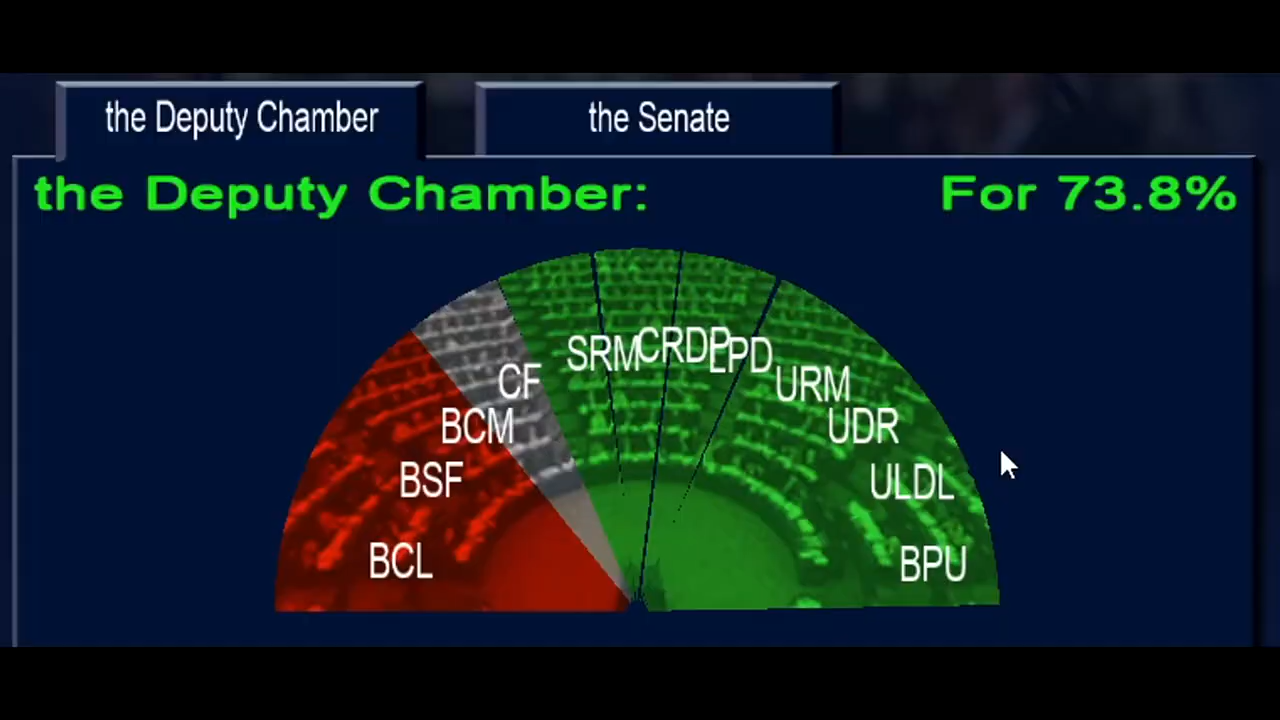 the Deputy Chamber
the Senate
the Deputy Chamber:
For 73.8%
SRM
CRDP
LPD
CF
URM
BCM
UDR
BSF
ULDL
BCL
BPU